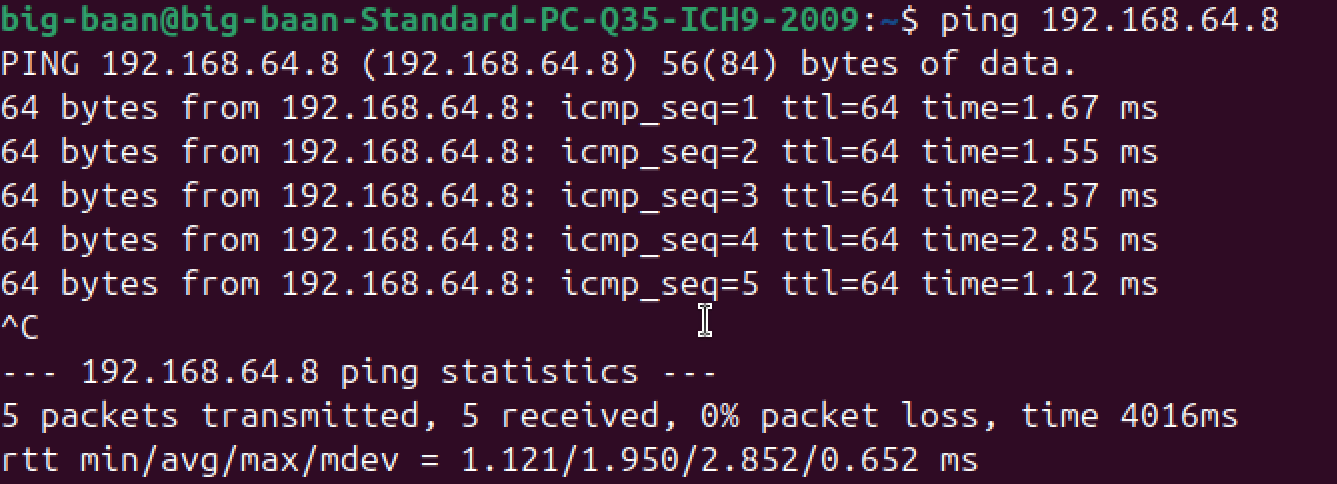 big-baan@big-baan-Standard-PC-Q35-ICH9-2009:~$ ping 192.168.64.8
PING 192.168.64.8 (192.168.64.8) 56(84) bytes of data.
64 bytes from 192.168.64.8: icmp_seq=1 ttl=64 time=1.67 ms
64 bytes from 192.168.64.8: icmp_seq=2 ttl=64 time=1.55 ms
64 bytes from 192.168.64.8: icmp_seq=3 ttl=64 time=2.57 ms
64 bytes from 192.168.64.8: icmp_seq=4 ttl=64 time=2.85 ms
64 bytes from 192.168.64.8: icmp_seq=5 ttl=64 time=1.12 ms
^C
--- 192.168.64.8 ping statistics ---
5 packets transmitted, 5 received, 0% packet loss, time 4016ms
rtt min/avg/max/mdev = 1.121/1.950/2.852/0.652 ms